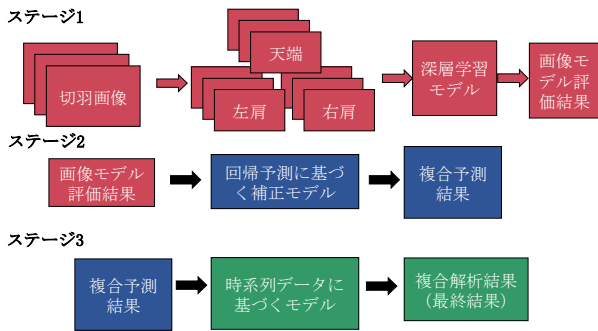 ステージ1
切羽画像
天端
左肩
右肩
深層学習
モデル
画像モ
デル評
価結果
ステージ2
画像モデル
評価結果
回帰予測に基づ
く補正モデル
複合予測
結果
ステージ3
複合予測
結果
時系列データに
基づくモデル
複合解析結果
（最終結果）